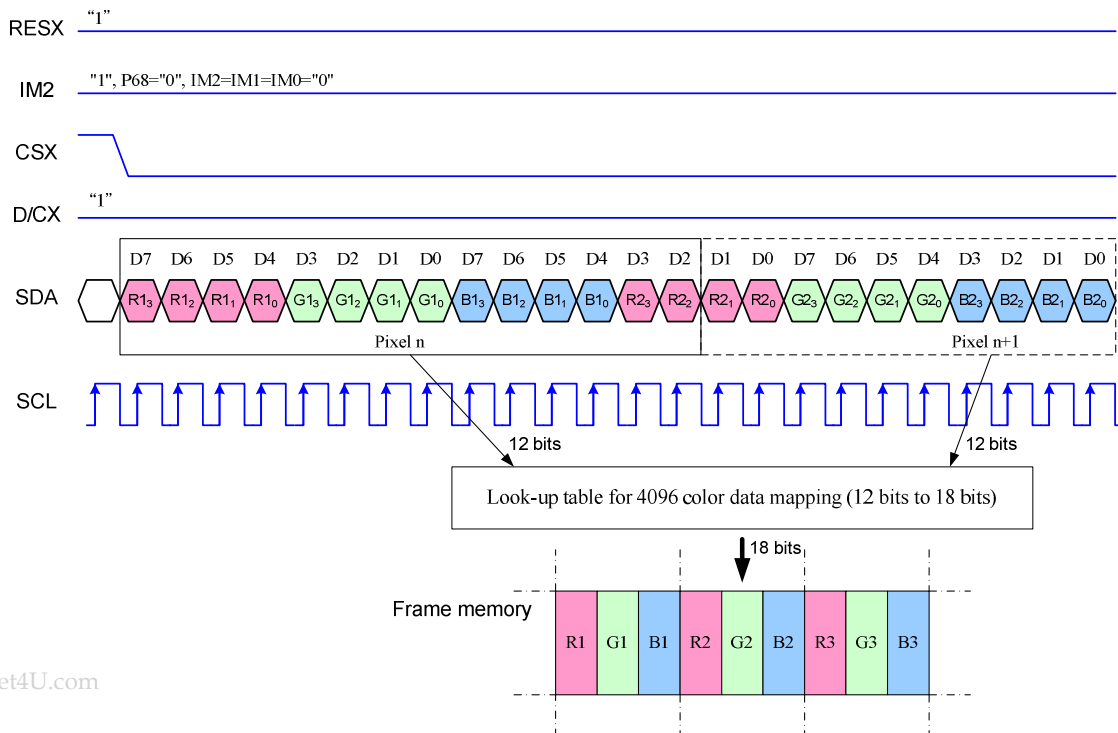 RESX "1"
IM2 "1", P68="0", IM2=IM1=IM0="0"
CSX
D/CX "1"
D7 D6 D5 D4 D3 D2 D1 D0 D7 D6 D5 D4 D3 D2 D1 D0 D7 D6 D5 D4 D3 D2 D1 D0
SDA R1₃ R1₂ R1₁ R1₀ G1₃ G1₂ G1₁ G1₀ B1₃ B1₂ B1₁ B1₀ R2₃ R2₂ R2₁ R2₀ G2₃ G2₂ G2₁ G2₀ B2₃ B2₂ B2₁ B2₀
Pixel n Pixel n+1
SCL
12 bits 12 bits
Look-up table for 4096 color data mapping (12 bits to 18 bits)
18 bits
Frame memory
R1 G1 B1 R2 G2 B2 R3 G3 B3
et4U.com